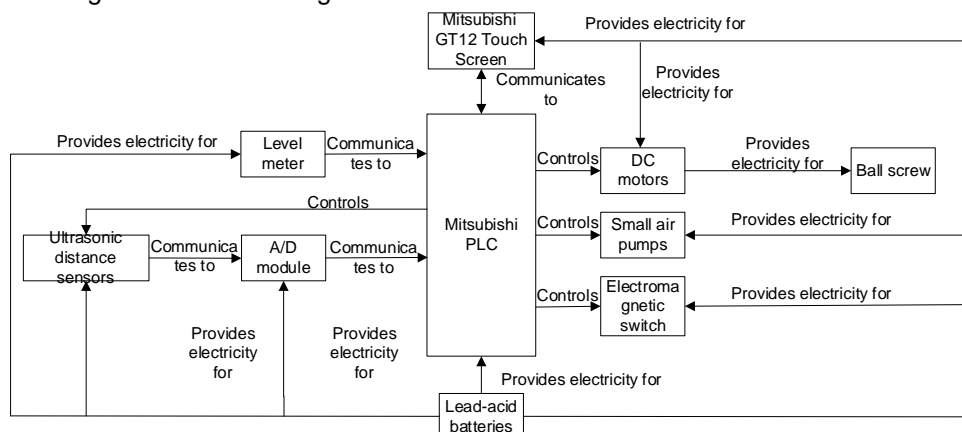 Mitsubishi
GT12 Touch
Screen
Provides electricity for
Provides
electricity for
Communicates
to
Provides electricity for
Level
meter
Communica
tes to
Controls
DC
motors
Provides
electricity for
Ball screw
Controls
Mitsubishi
PLC
Ultrasonic
distance
sensors
Communica
tes to
A/D
module
Communica
tes to
Controls
Small air
pumps
Provides electricity for
Controls
Electroma
gnetic
switch
Provides electricity for
Provides
electricity
for
Provides
electricity
for
Provides electricity for
Lead-acid
batteries